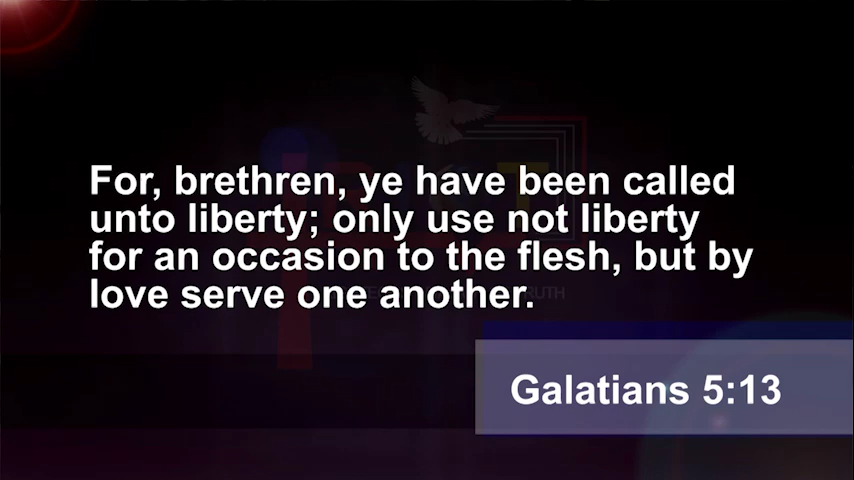 For, brethren, ye have been called
unto liberty; only use not liberty
for an occasion to the flesh, but by
love serve one another.
Galatians 5:13